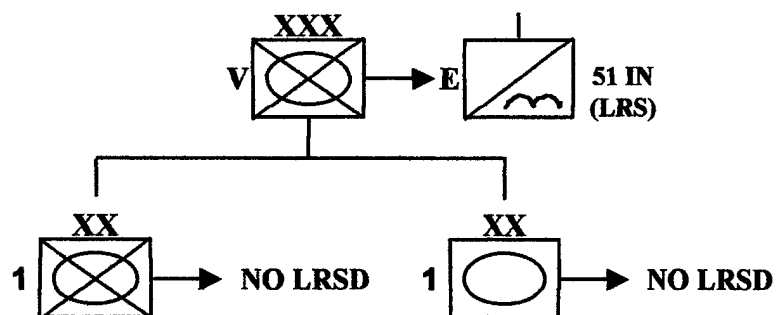 XXX
V
E
51 IN
(LRS)
XX
1
NO LRSD
XX
1
NO LRSD